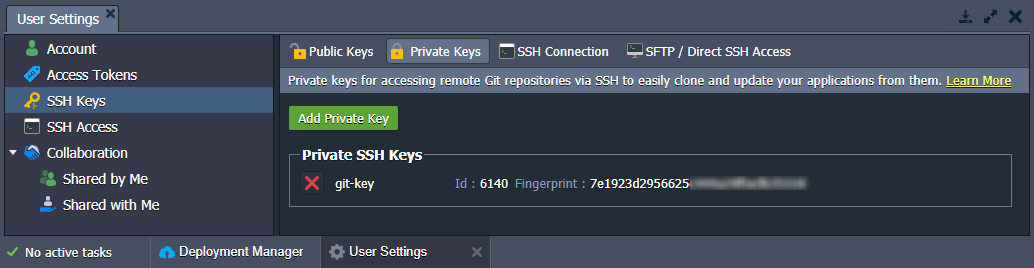 User Settings
Account
Access Tokens
SSH Keys
SSH Access
Collaboration
Shared by Me
Shared with Me
Public Keys Private Keys SSH Connection SFTP / Direct SSH Access
Private keys for accessing remote Git repositories via SSH to easily clone and update your applications from them. Learn More
Add Private Key
Private SSH Keys
git-key Id : 6140 Fingerprint : 7e1923d2956625
No active tasks Deployment Manager User Settings